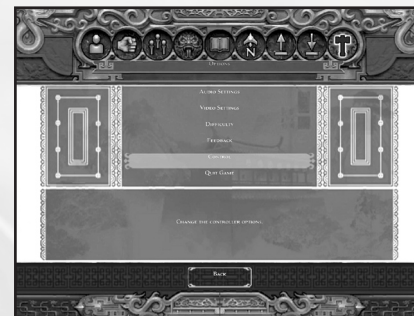 Options
Audio Settings
Video Settings
Difficulty
Feedback
Controls
Quit Game
Change the controller options.
Back